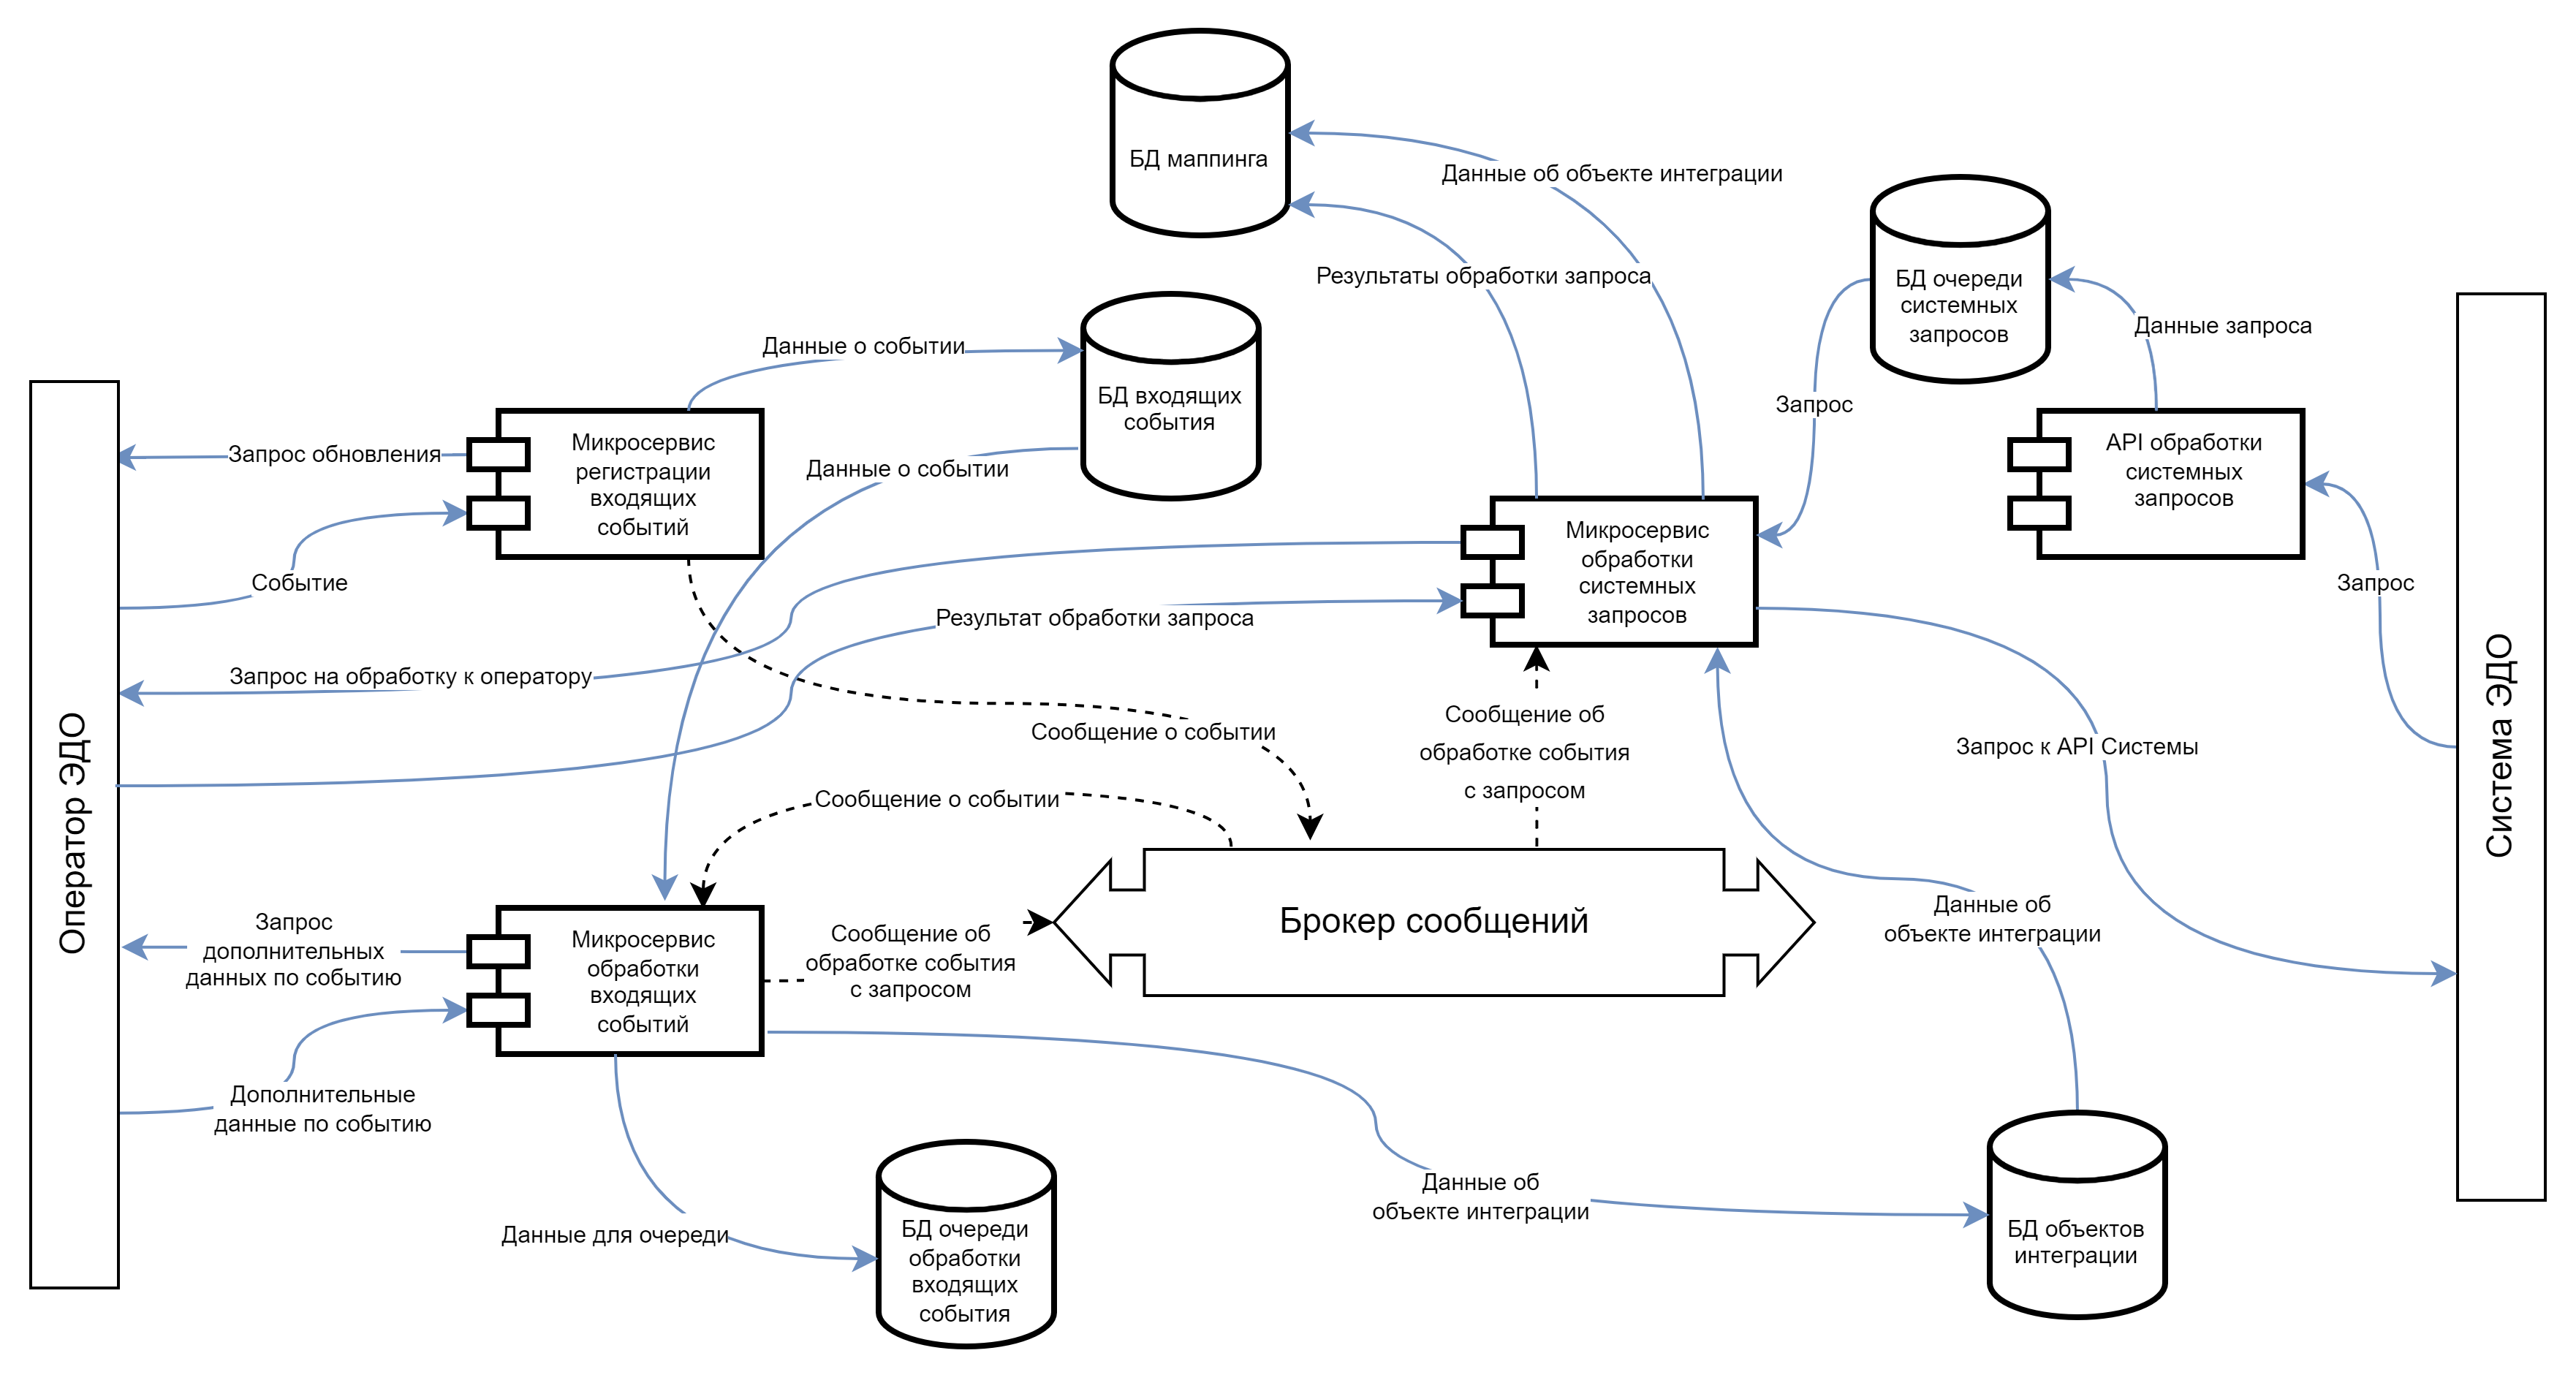 БД маппинга
Данные об объекте интеграции
Результаты обработки запроса
БД очереди
системных
запросов
Данные запроса
Данные о событии
БД входящих
события
Запрос
Запрос обновления
Микросервис
регистрации
входящих
событий
Данные о событии
API обработки
системных
запросов
Событие
Микросервис
обработки
системных
запросов
Запрос
Результат обработки запроса
Запрос на обработку к оператору
Сообщение о событии
Сообщение об
обработке события
с запросом
Запрос к API Системы
Оператор ЭДО
Система ЭДО
Сообщение о событии
Брокер сообщений
Запрос
дополнительных
данных по событию
Микросервис
обработки
входящих
событий
Сообщение об
обработке события
с запросом
Данные об
объекте интеграции
Дополнительные
данные по событию
Данные об
объекте интеграции
Данные для очереди
БД очереди
обработки
входящих
события
БД объектов
интеграции